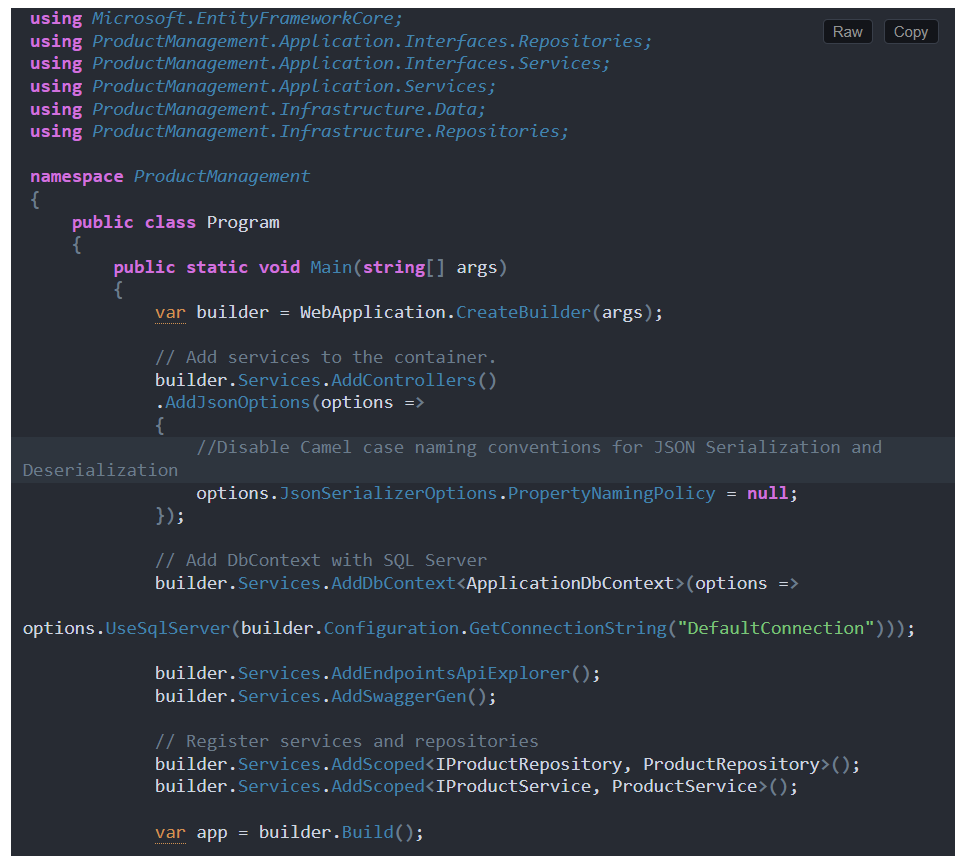 using Microsoft.EntityFrameworkCore;
using ProductManagement.Application.Interfaces.Repositories;
using ProductManagement.Application.Interfaces.Services;
using ProductManagement.Application.Services;
using ProductManagement.Infrastructure.Data;
using ProductManagement.Infrastructure.Repositories;
Raw Copy

namespace ProductManagement
{
    public class Program
    {
        public static void Main(string[] args)
        {
            var builder = WebApplication.CreateBuilder(args);

            // Add services to the container.
            builder.Services.AddControllers()
            .AddJsonOptions(options =>
            {
                //Disable Camel case naming conventions for JSON Serialization and
Deserialization
                options.JsonSerializerOptions.PropertyNamingPolicy = null;
            });

            // Add DbContext with SQL Server
            builder.Services.AddDbContext<ApplicationDbContext>(options =>

options.UseSqlServer(builder.Configuration.GetConnectionString("DefaultConnection")));

            builder.Services.AddEndpointsApiExplorer();
            builder.Services.AddSwaggerGen();

            // Register services and repositories
            builder.Services.AddScoped<IProductRepository, ProductRepository>();
            builder.Services.AddScoped<IProductService, ProductService>();

            var app = builder.Build();